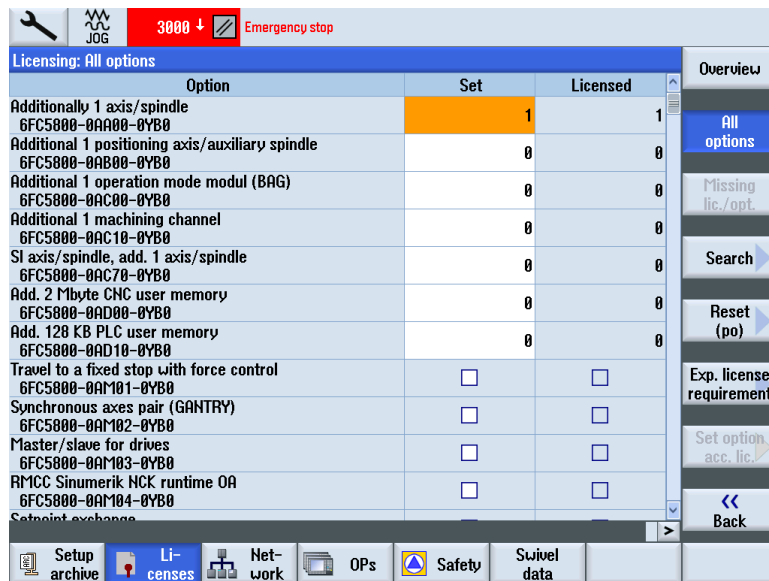 JOG
3000 ↓ Emergency stop
Licensing: All options
Option Set Licensed
Additionally 1 axis/spindle
6FC5800-0AA00-0YB0 1 1
Additional 1 positioning axis/auxiliary spindle
6FC5800-0AB00-0YB0 0 0
Additional 1 operation mode modul (BAG)
6FC5800-0AC00-0YB0 0 0
Additional 1 machining channel
6FC5800-0AC10-0YB0 0 0
SI axis/spindle, add. 1 axis/spindle
6FC5800-0AC70-0YB0 0 0
Add. 2 Mbyte CNC user memory
6FC5800-0AD00-0YB0 0 0
Add. 128 KB PLC user memory
6FC5800-0AD10-0YB0 0 0
Travel to a fixed stop with force control
6FC5800-0AM01-0YB0
Synchronous axes pair (GANTRY)
6FC5800-0AM02-0YB0
Master/slave for drives
6FC5800-0AM03-0YB0
RMCC Sinumerik NCK runtime OA
6FC5800-0AM04-0YB0
Setpoint exchange
Overview
All
options
Missing
lic./opt.
Search
Reset
(po)
Exp. license
requirement
Set option
acc. lic.
<<
Back
>
Setup
archive
Li-
censes
Net-
work
OPs
Safety
Swivel
data